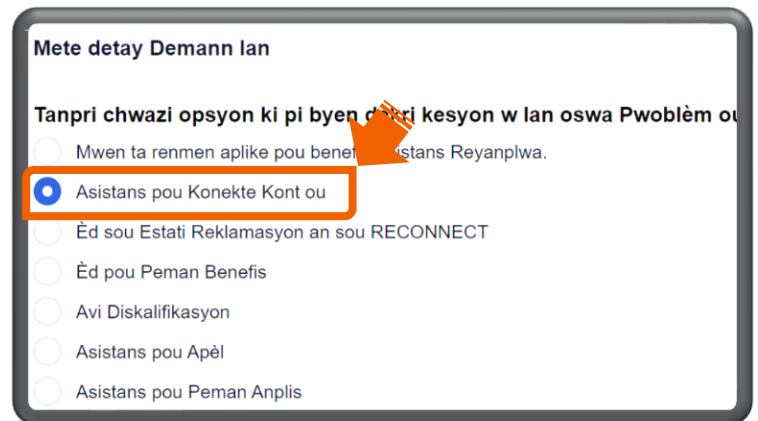 Mete detay Demann lan
Tanpri chwazi opsyon ki pi byen dekri kesyon w lan oswa Pwoblèm ou
Mwen ta renmen aplike pou Reyanplwa.
Asistans pou Konekte Kont ou
Èd sou Estati Reklamasyon an sou RECONNECT
Èd pou Peman Benefis
Avi Diskalifikasyon
Asistans pou Apèl
Asistans pou Peman Anplis